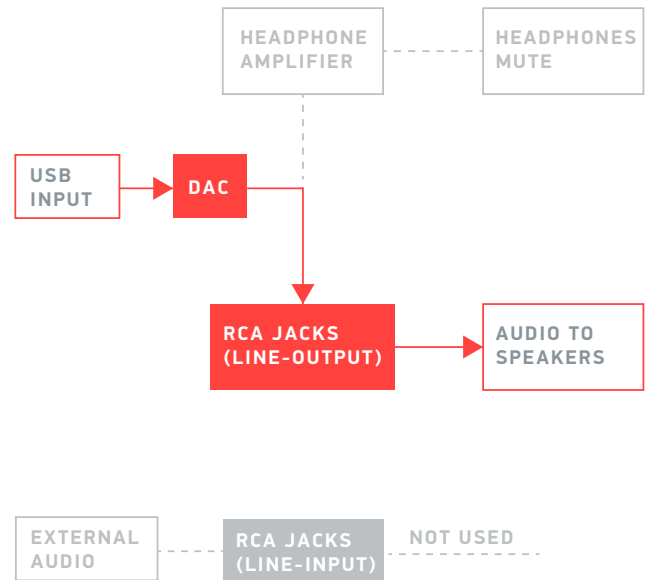 HEADPHONE
AMPLIFIER
HEADPHONES
MUTE
USB
INPUT
DAC
RCA JACKS
(LINE-OUTPUT)
AUDIO TO
SPEAKERS
EXTERNAL
AUDIO
RCA JACKS
(LINE-INPUT)
NOT USED